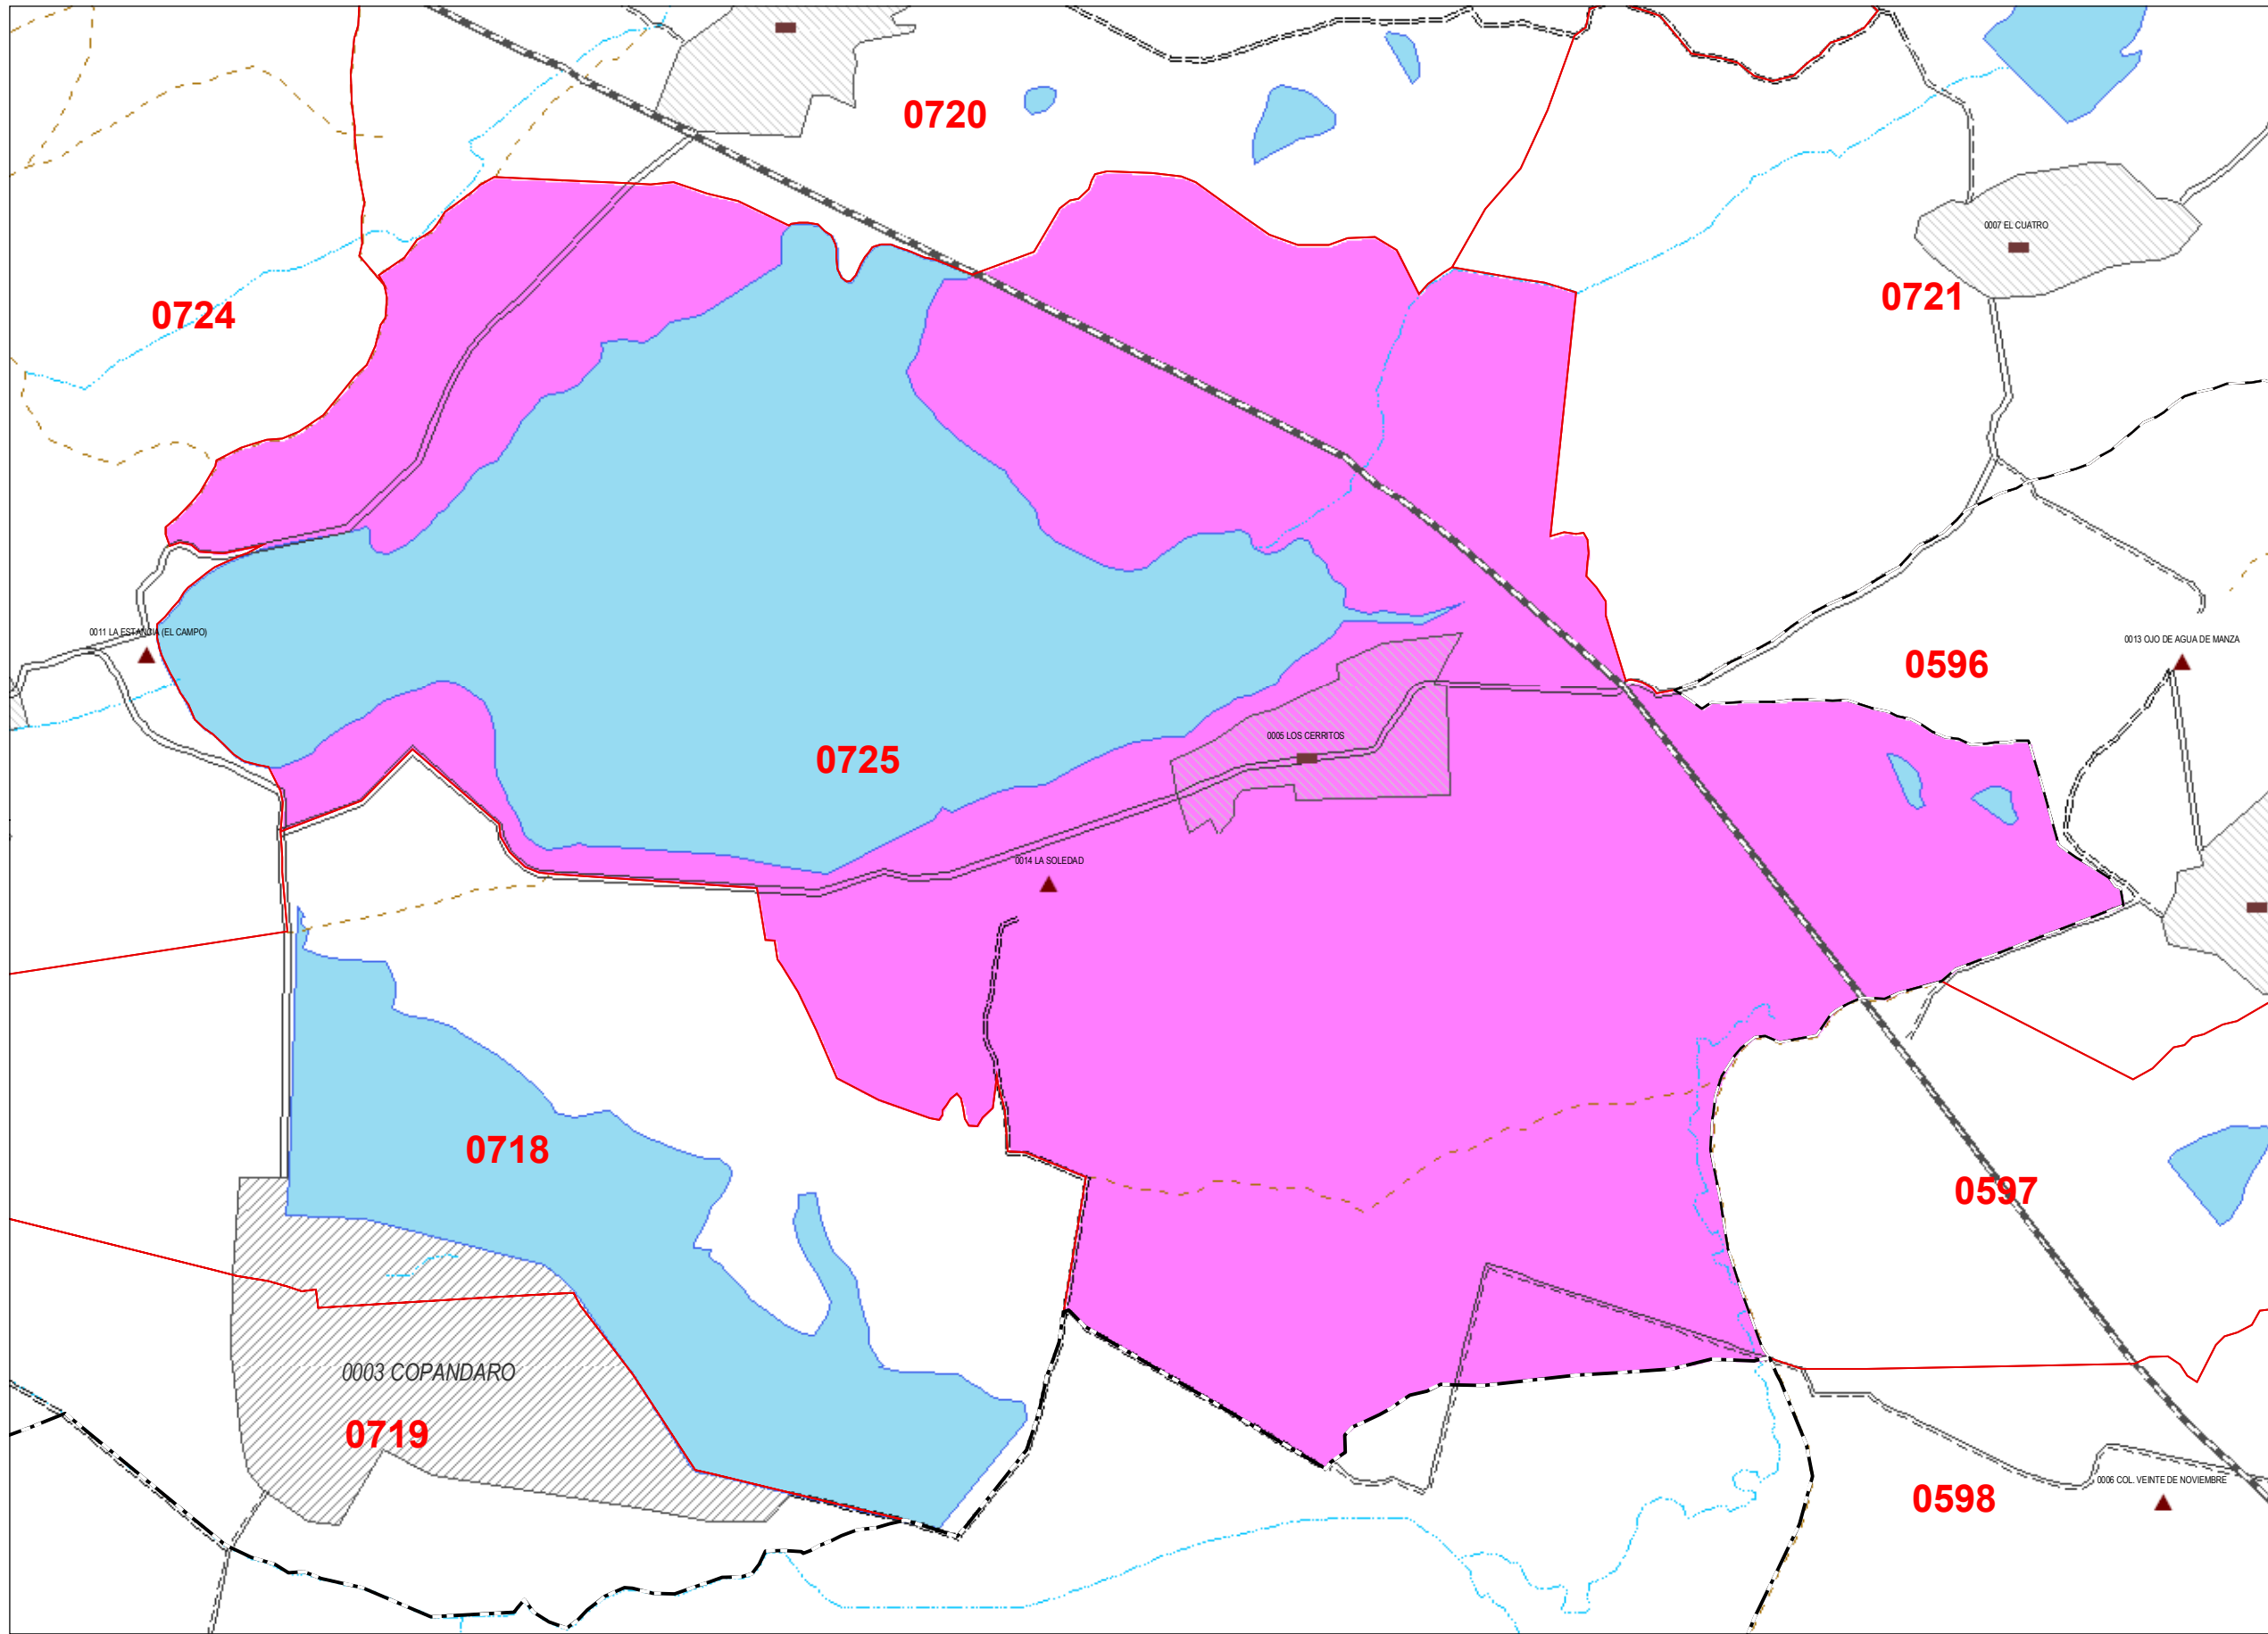 0720
0007 EL CUATRO
0721
0724
0011 LA ESTANCIA (EL CAMPO)
0013 OJO DE AGUA DE MANZA
0596
0005 LOS CERRITOS
0725
0014 LA SOLEDAD
0718
0597
0003 COPANDARO
0719
0006 COL. VEINTE DE NOVIEMBRE
0598